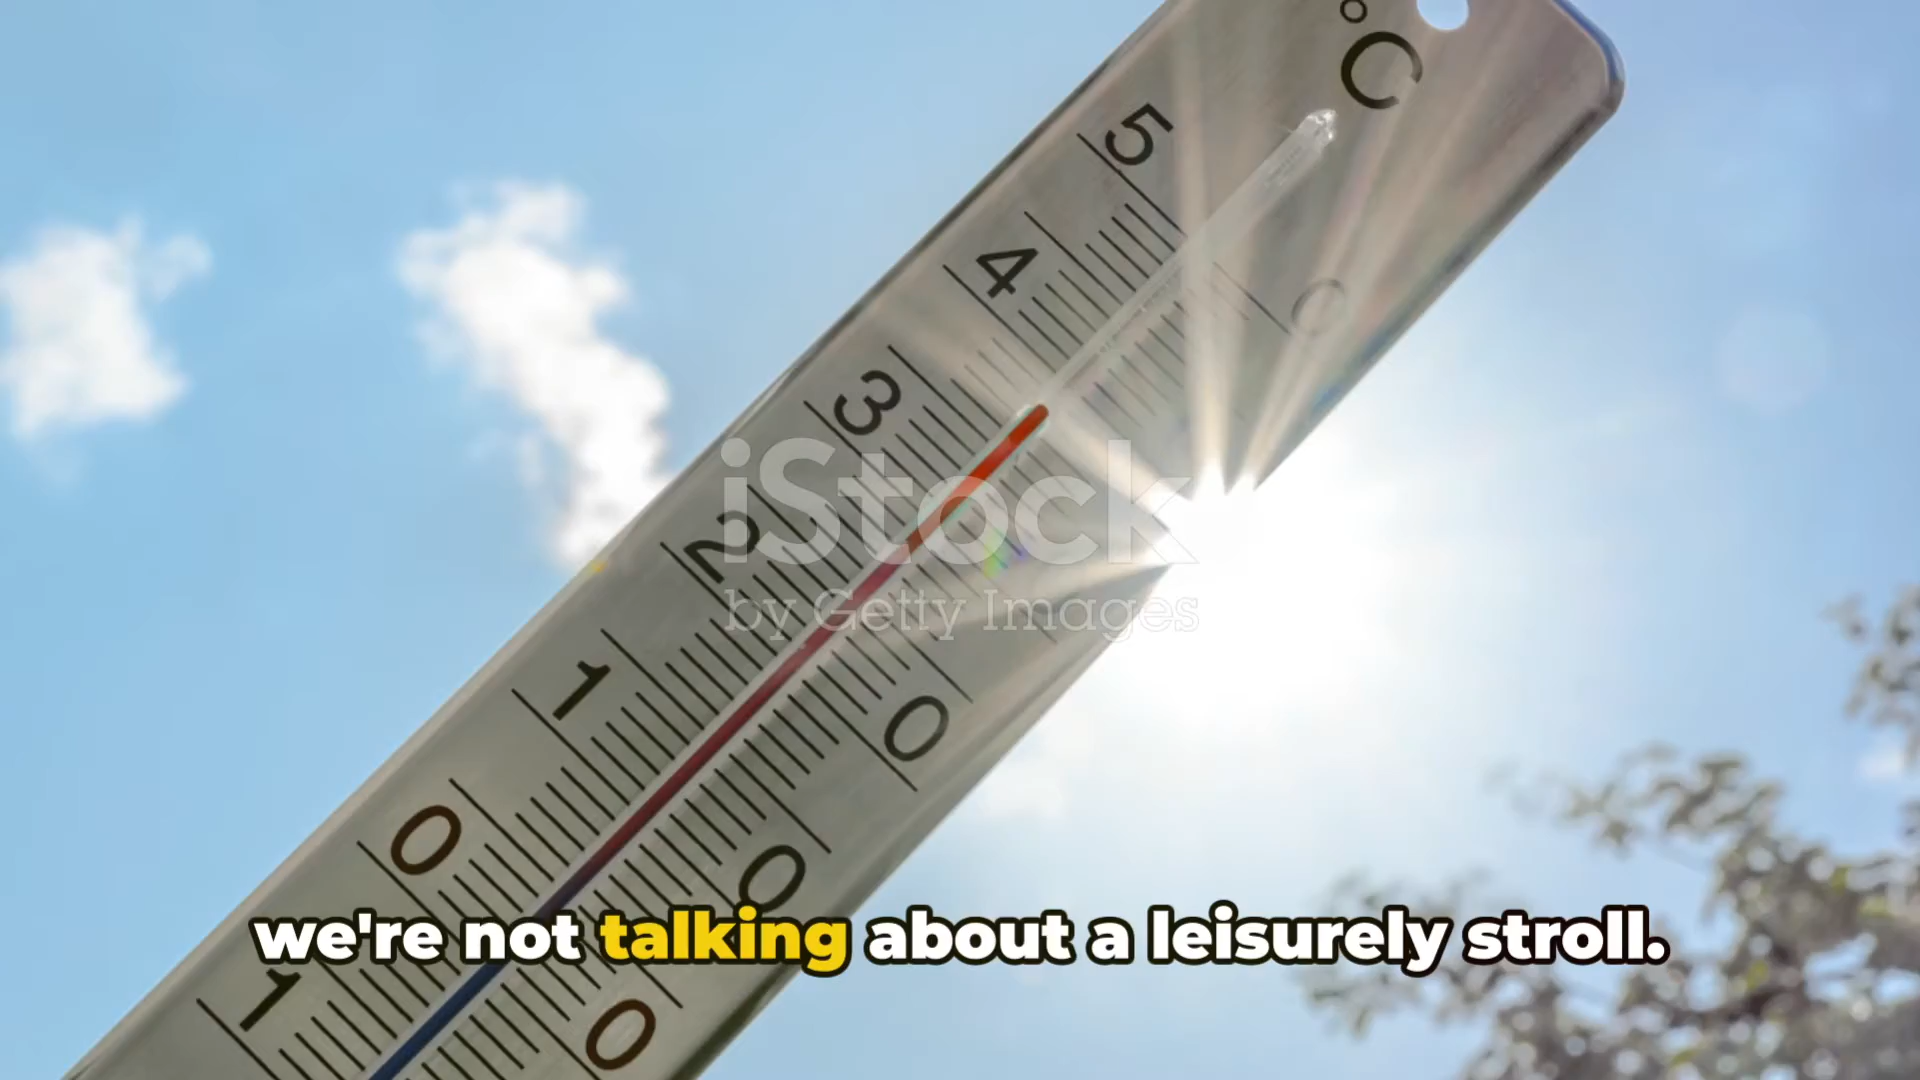 °C
5
4
3
2
1
0
1
0
0
0
0
iStock
by Getty Images
we're not talking about a leisurely stroll.